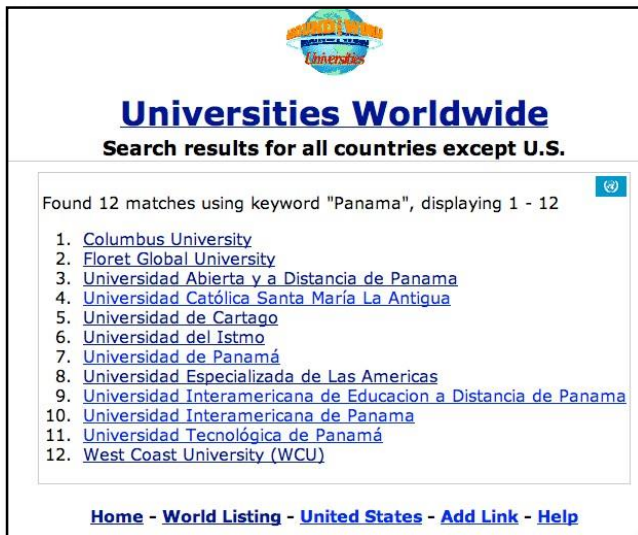 Universities
Universities Worldwide
Search results for all countries except U.S.
Found 12 matches using keyword "Panama", displaying 1 - 12
1. Columbus University
2. Floret Global University
3. Universidad Abierta y a Distancia de Panama
4. Universidad Católica Santa María La Antigua
5. Universidad de Cartago
6. Universidad del Istmo
7. Universidad de Panamá
8. Universidad Especializada de Las Americas
9. Universidad Interamericana de Educacion a Distancia de Panama
10. Universidad Interamericana de Panama
11. Universidad Tecnológica de Panamá
12. West Coast University (WCU)
Home - World Listing - United States - Add Link - Help